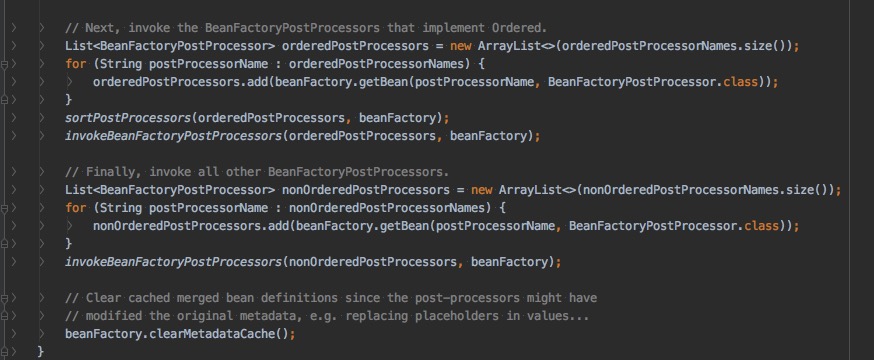 // Next, invoke the BeanFactoryPostProcessors that implement Ordered.
List<BeanFactoryPostProcessor> orderedPostProcessors = new ArrayList<>(orderedPostProcessorNames.size());
for (String postProcessorName : orderedPostProcessorNames) {
orderedPostProcessors.add(beanFactory.getBean(postProcessorName, BeanFactoryPostProcessor.class));
}
sortPostProcessors(orderedPostProcessors, beanFactory);
invokeBeanFactoryPostProcessors(orderedPostProcessors, beanFactory);
// Finally, invoke all other BeanFactoryPostProcessors.
List<BeanFactoryPostProcessor> nonOrderedPostProcessors = new ArrayList<>(nonOrderedPostProcessorNames.size());
for (String postProcessorName : nonOrderedPostProcessorNames) {
nonOrderedPostProcessors.add(beanFactory.getBean(postProcessorName, BeanFactoryPostProcessor.class));
}
invokeBeanFactoryPostProcessors(nonOrderedPostProcessors, beanFactory);
// Clear cached merged bean definitions since the post-processors might have
// modified the original metadata, e.g. replacing placeholders in values...
beanFactory.clearMetadataCache();
}